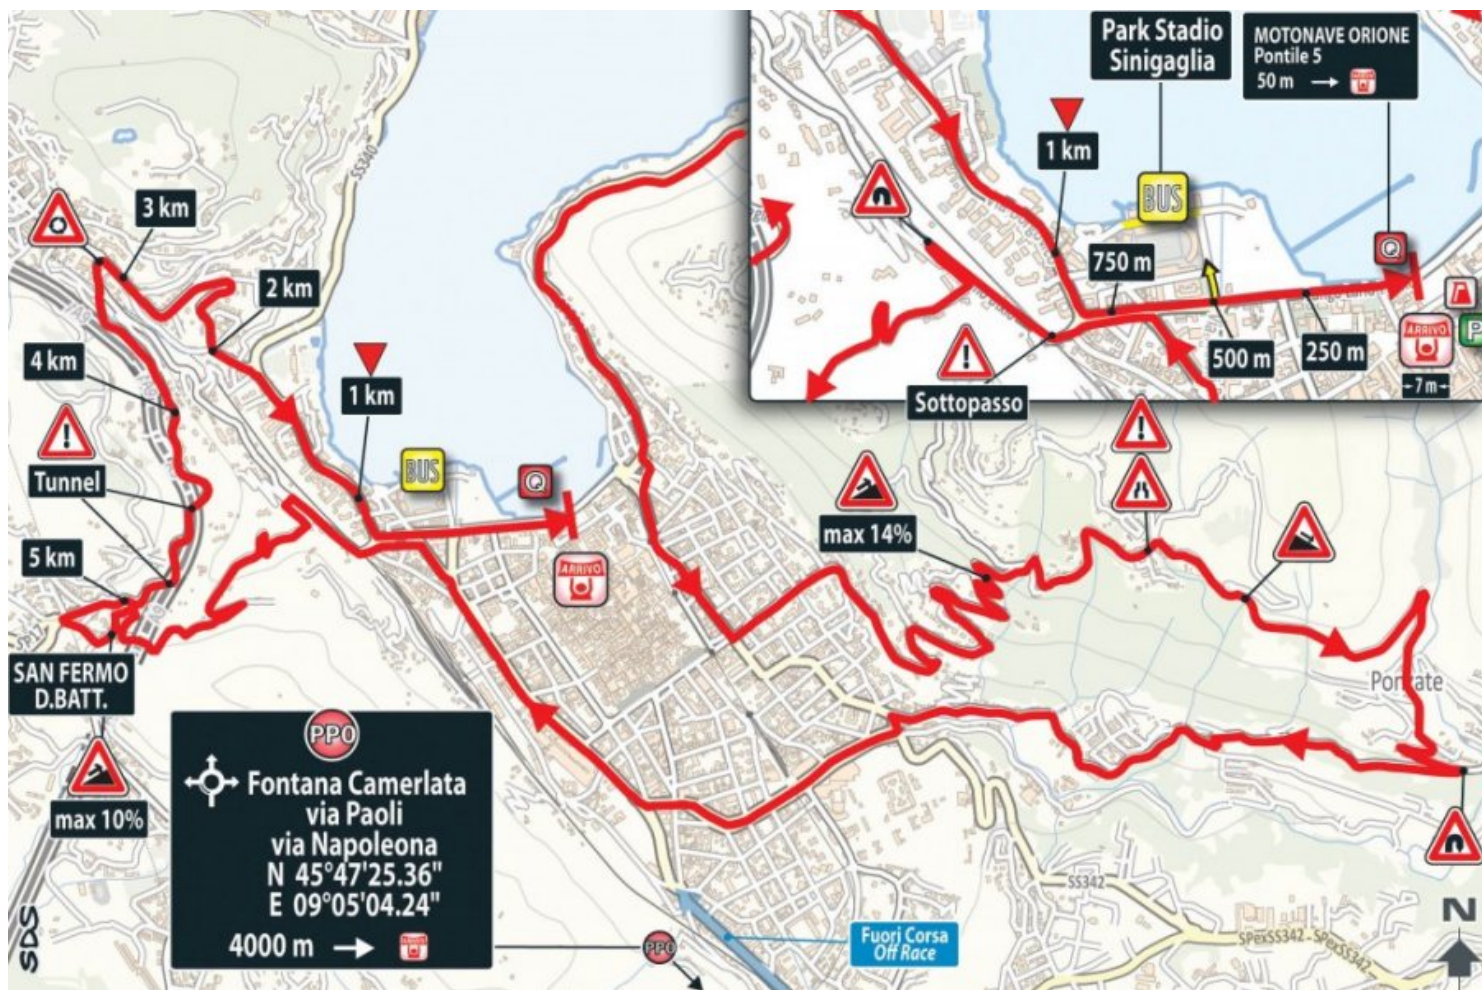 Park Stadio
Sinigaglia
MOTONAVE ORIONE
Pontile 5
50 m
1 km
BUS
Q
750 m
500 m
250 m
ARRIVO
P
7 m
Sottopasso
SS340
3 km
2 km
4 km
1 km
Tunnel
BUS
Q
5 km
ARRIVO
max 14%
SP17
SAN FERMO
D.BATT.
max 10%
PPO
Fontana Camerlata
via Paoli
via Napoleona
N 45°47'25.36"
E 09°05'04.24"
4000 m
PPO
Fuori Corsa
Off Race
SS342
SPexSS342 - SPexSS342
N
SDS